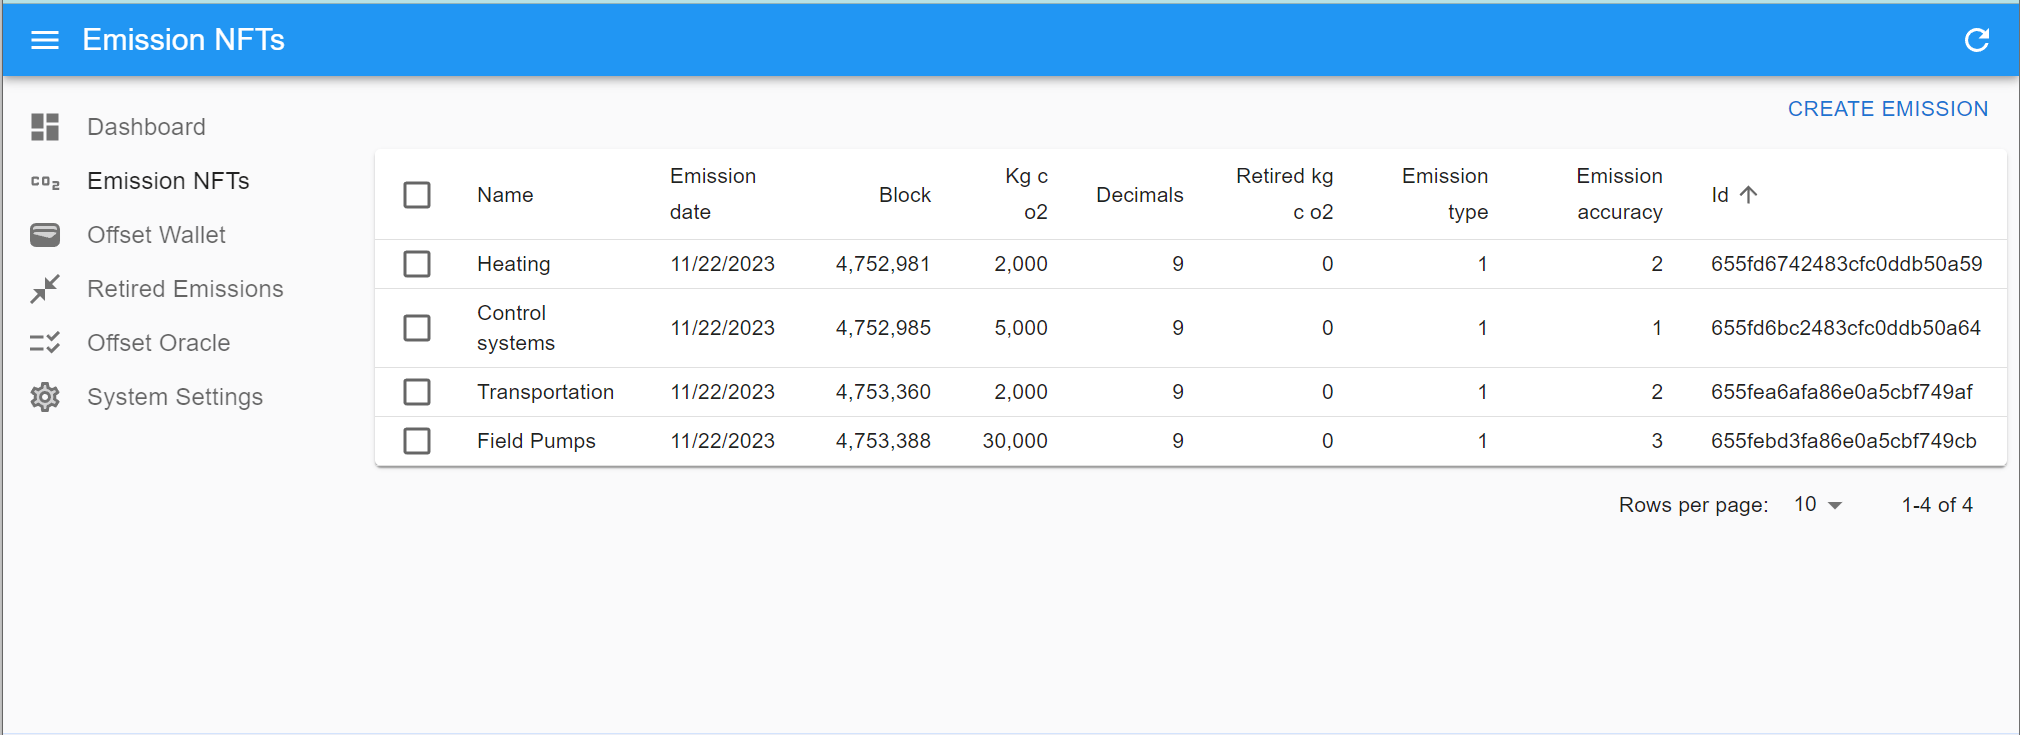 Emission NFTs
CREATE EMISSION
Dashboard
Emission NFTs
Offset Wallet
Retired Emissions
Offset Oracle
System Settings
Name Emission date Block Kg c o2 Decimals Retired kg c o2 Emission type Emission accuracy Id
Heating 11/22/2023 4,752,981 2,000 9 0 1 2 655fd6742483cfc0ddb50a59
Control systems 11/22/2023 4,752,985 5,000 9 0 1 1 655fd6bc2483cfc0ddb50a64
Transportation 11/22/2023 4,753,360 2,000 9 0 1 2 655fea6afa86e0a5cbf749af
Field Pumps 11/22/2023 4,753,388 30,000 9 0 1 3 655febd3fa86e0a5cbf749cb
Rows per page: 10 1-4 of 4